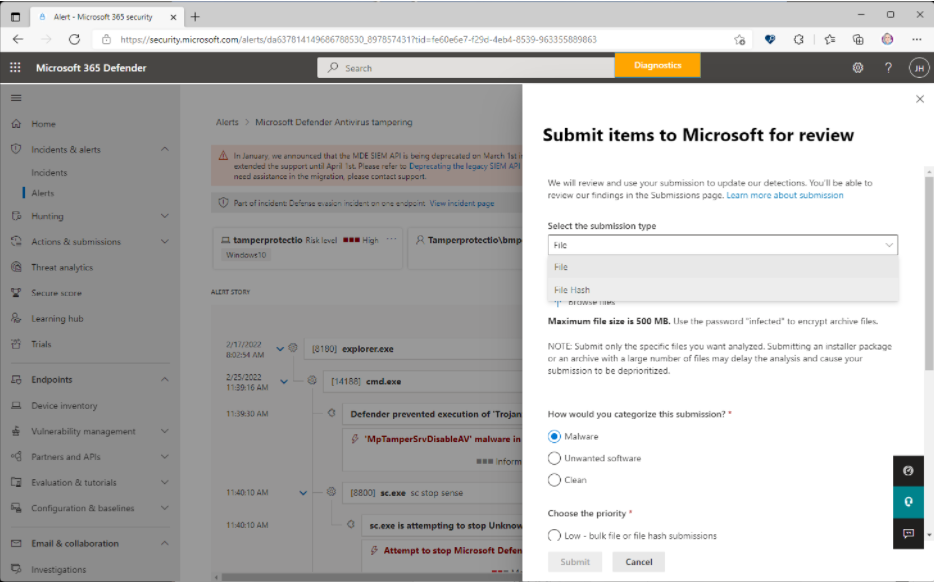 Alert - Microsoft 365 security
https://security.microsoft.com/alerts/da637814149686788530_897857431?tid=fe60e6e7-f29d-4eb4-8539-963355889863
Microsoft 365 Defender
Search
Diagnostics
JH
Home
Incidents & alerts
Incidents
Alerts
Hunting
Actions & submissions
Threat analytics
Secure score
Learning hub
Trials
Endpoints
Device inventory
Vulnerability management
Partners and APIs
Evaluation & tutorials
Configuration & baselines
Email & collaboration
Investigations
Alerts > Microsoft Defender Antivirus tampering
In January, we announced that the MDE SIEM API is being deprecated on March 1st
extended the support until April 1st. Please refer to Deprecating the legacy SIEM API
need assistance in the migration, please contact support.
Part of incident: Defense evasion incident on one endpoint View incident page
tamperprotectio Risk level High ...
Windows10
Tamperprotectio\bmp
ALERT STORY
2/17/2022
8:02:54 AM
[8180] explorer.exe
2/25/2022
11:39:16 AM
[14188] cmd.exe
11:39:30 AM
Defender prevented execution of 'Trojan
'MpTamperSrvDisableAV' malware in
Inform
11:40:10 AM
[8800] sc.exe sc stop sense
11:40:10 AM
sc.exe is attempting to stop Unknow
Attempt to stop Microsoft Defen
Submit items to Microsoft for review
We will review and use your submission to update our detections. You'll be able to
review our findings in the Submissions page. Learn more about submission
Select the submission type
File
File
File Hash
Browse files
Maximum file size is 500 MB. Use the password "infected" to encrypt archive files.
NOTE: Submit only the specific files you want analyzed. Submitting an installer package
or an archive with a large number of files may delay the analysis and cause your
submission to be deprioritized.
How would you categorize this submission? *
Malware
Unwanted software
Clean
Choose the priority *
Low - bulk file or file hash submissions
Submit
Cancel